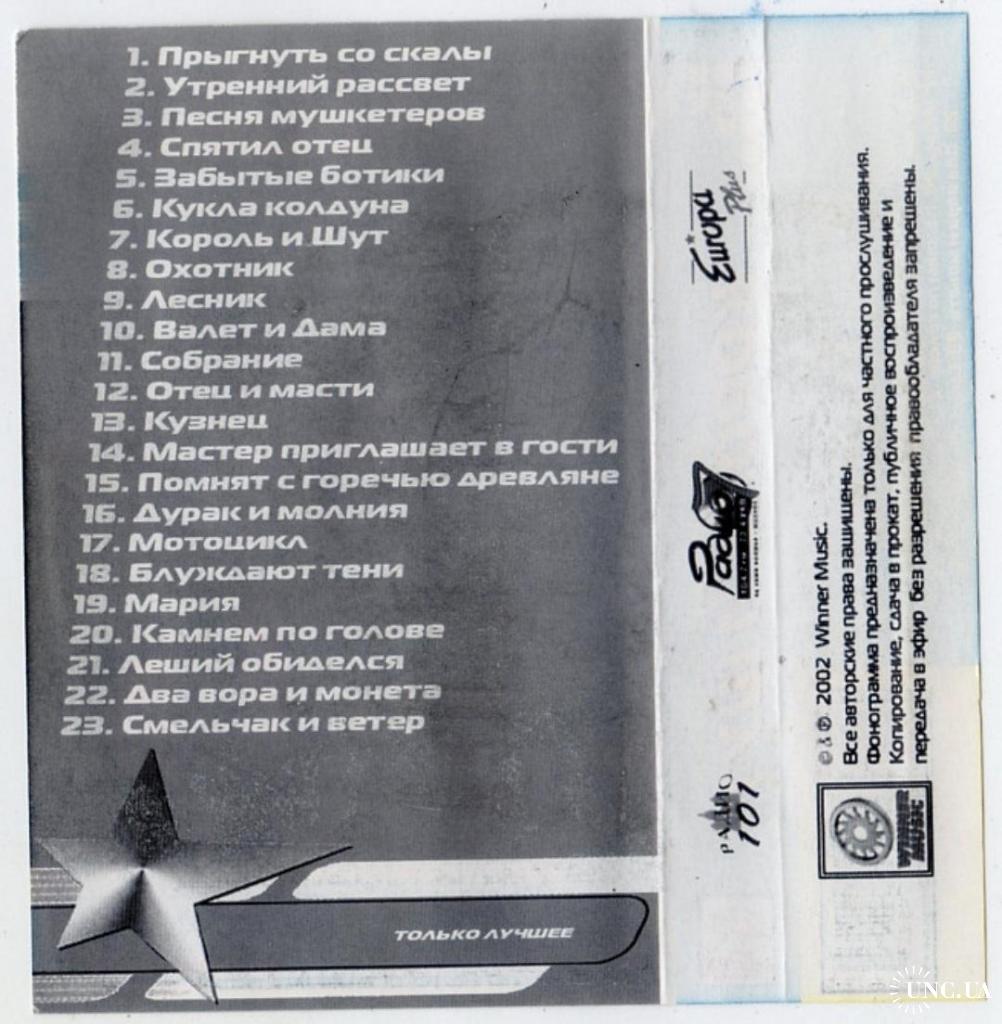 1. Прыгнуть со скалы
2. Утренний рассвет
3. Песня мушкетеров
4. Спятил отец
5. Забытые ботики
6. Кукла колдуна
7. Король и Шут
8. Охотник
9. Лесник
10. Валет и Дама
11. Собрание
12. Отец и масти
13. Кузнец
14. Мастер приглашает в гости
15. Помнят с горечью древляне
16. Дурак и молния
17. Мотоцикл
18. Блуждают тени
19. Мария
20. Камнем по голове
21. Леший обиделся
22. Два вора и монета
23. Смельчак и ветер
ТОЛЬКО ЛУЧШЕЕ
Europa
Plus
Радио
РАДИО
101
© & ℗. 2002 Winner Music.
Все авторские права защищены.
Фонограмма предназначена только для частного прослушивания.
Копирование, сдача в прокат, публичное воспроизведение и
передача в эфир без разрешения правообладателя запрещены.
WINNER
MUSIC
UNC.UA